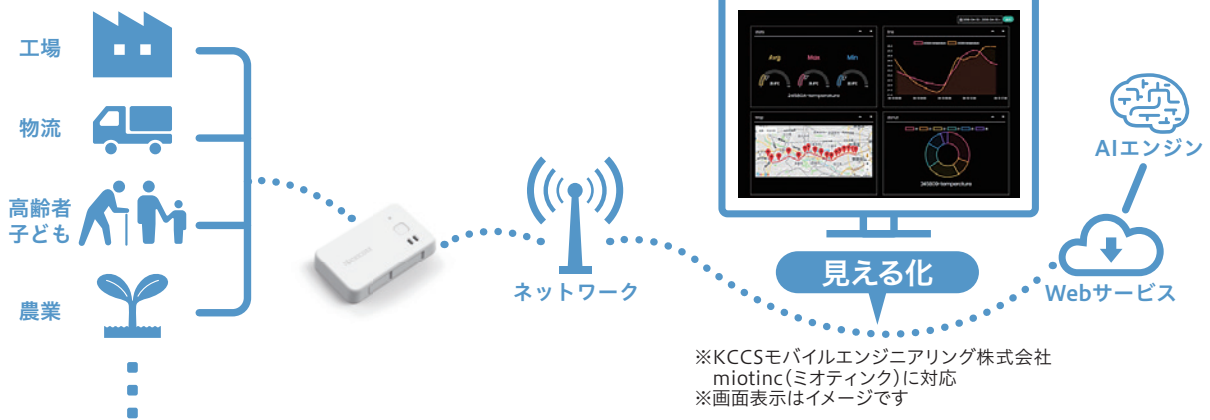 工場
物流
高齢者
子ども
農業
ネットワーク
Avg
Max
Min
345809-temperature
見える化
AIエンジン
Webサービス
※KCCSモバイルエンジニアリング株式会社
miotinc(ミオティンク)に対応
※画面表示はイメージです